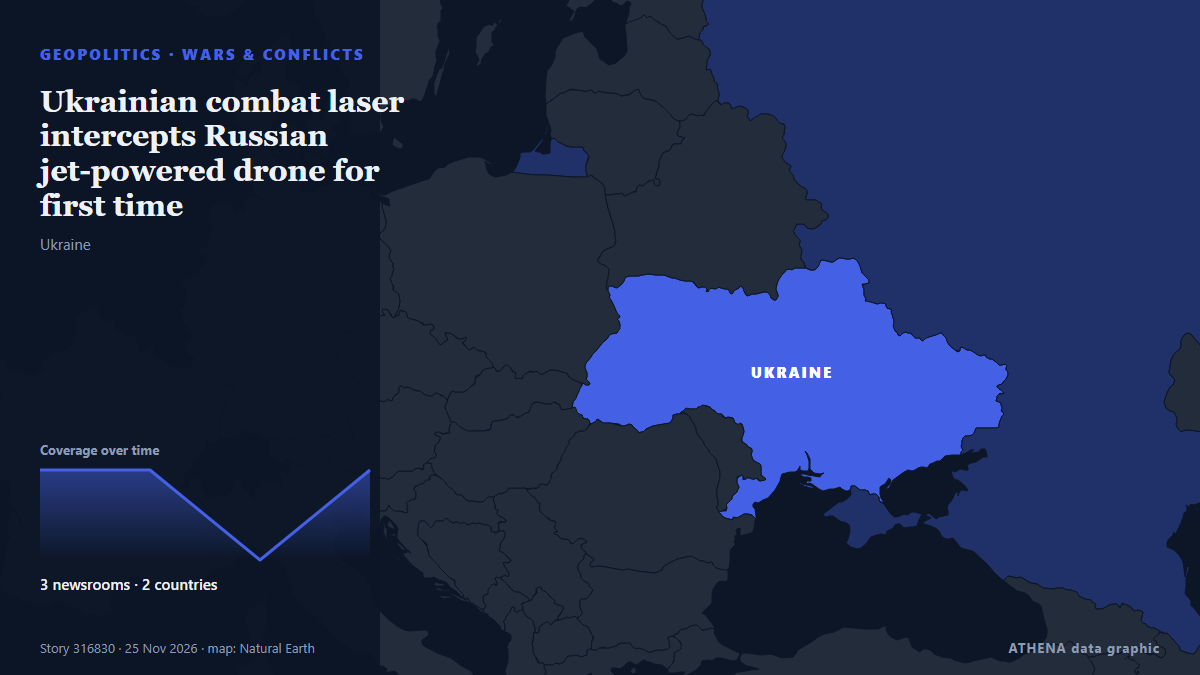 GEOPOLITICS · WARS & CONFLICTS
Ukrainian combat laser
intercepts Russian
jet-powered drone for
first time
Ukraine
UKRAINE
Coverage over time
3 newsrooms · 2 countries
Story 316830 · 25 Nov 2026 · map: Natural Earth
ATHENA data graphic